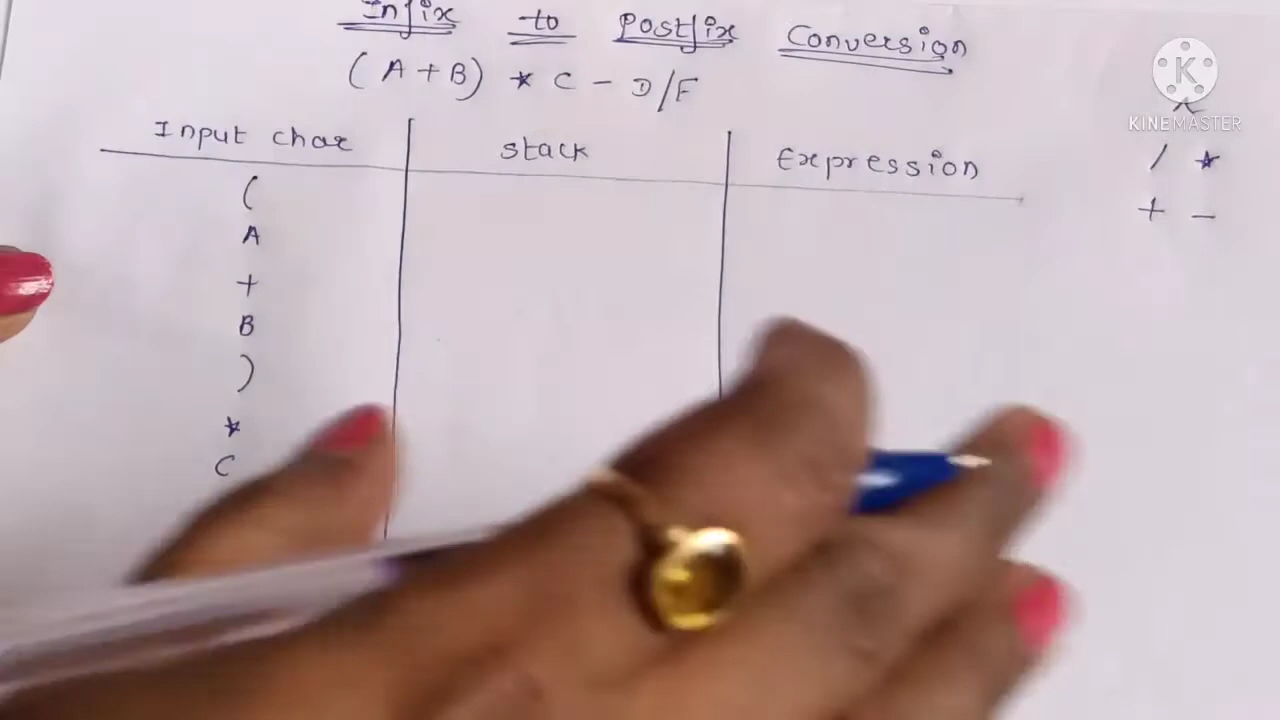 Infix to Postfix Conversion
(A+B) * C - D/F
K
KINEMASTER
^
Input char stack Expression
/ *
+ -
(
A
+
B
)
*
C